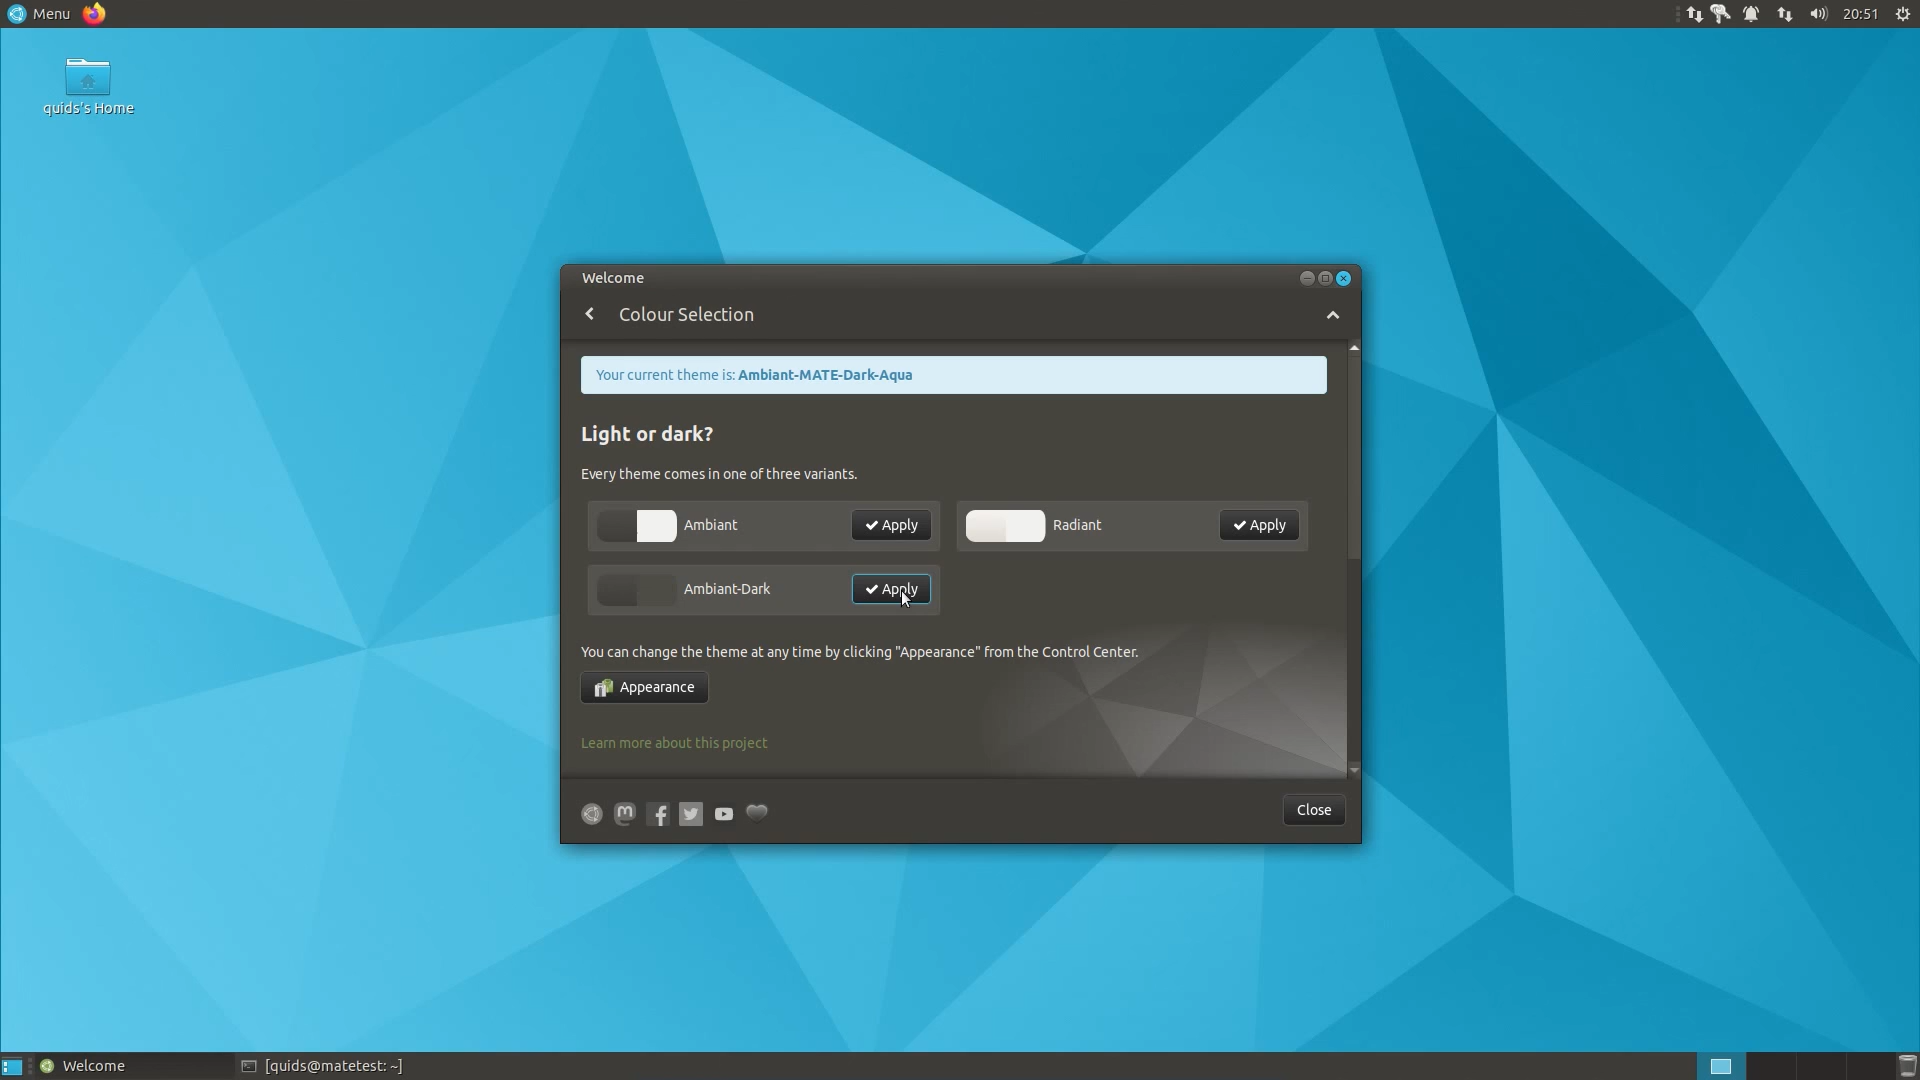 Menu
20:51
quids's Home
Welcome
Colour Selection
Your current theme is: Ambiant-MATE-Dark-Aqua
Light or dark?
Every theme comes in one of three variants.
Ambiant
Apply
Radiant
Apply
Ambiant-Dark
Apply
You can change the theme at any time by clicking "Appearance" from the Control Center.
Appearance
Learn more about this project
Close
Welcome
[quids@matetest: ~]